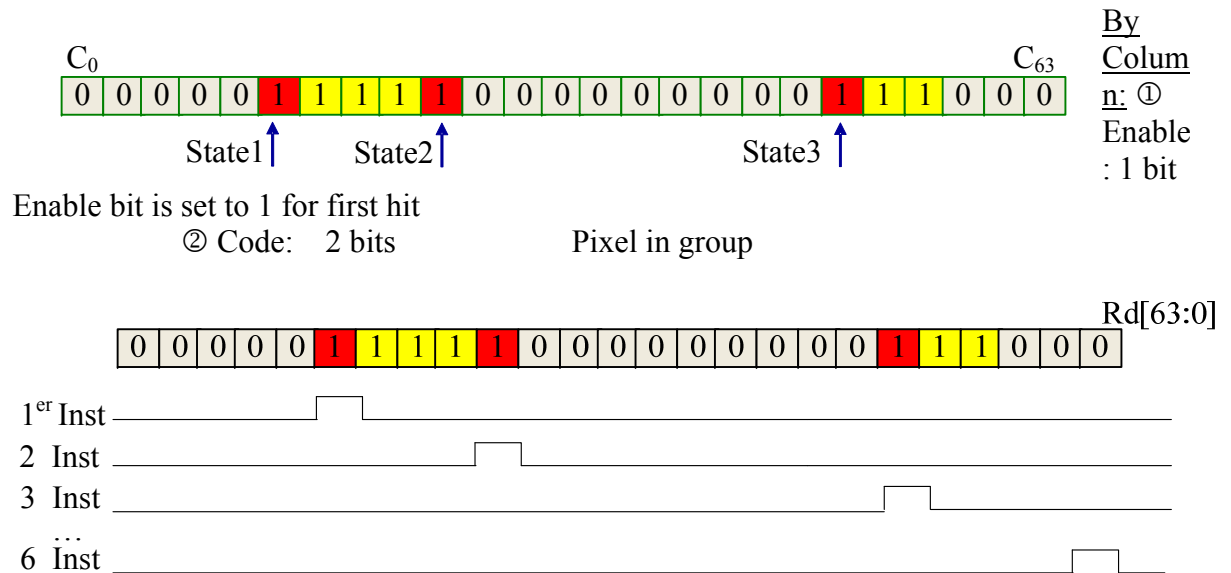 C₀ C₆₃
By
Colum
n: ①
Enable
: 1 bit
0 0 0 0 0 1 1 1 1 1 0 0 0 0 0 0 0 0 0 1 1 1 0 0 0
State1 State2 State3
Enable bit is set to 1 for first hit
② Code: 2 bits Pixel in group
Rd[63:0]
0 0 0 0 0 1 1 1 1 1 0 0 0 0 0 0 0 0 0 1 1 1 0 0 0
1er Inst
2 Inst
3 Inst
…
6 Inst